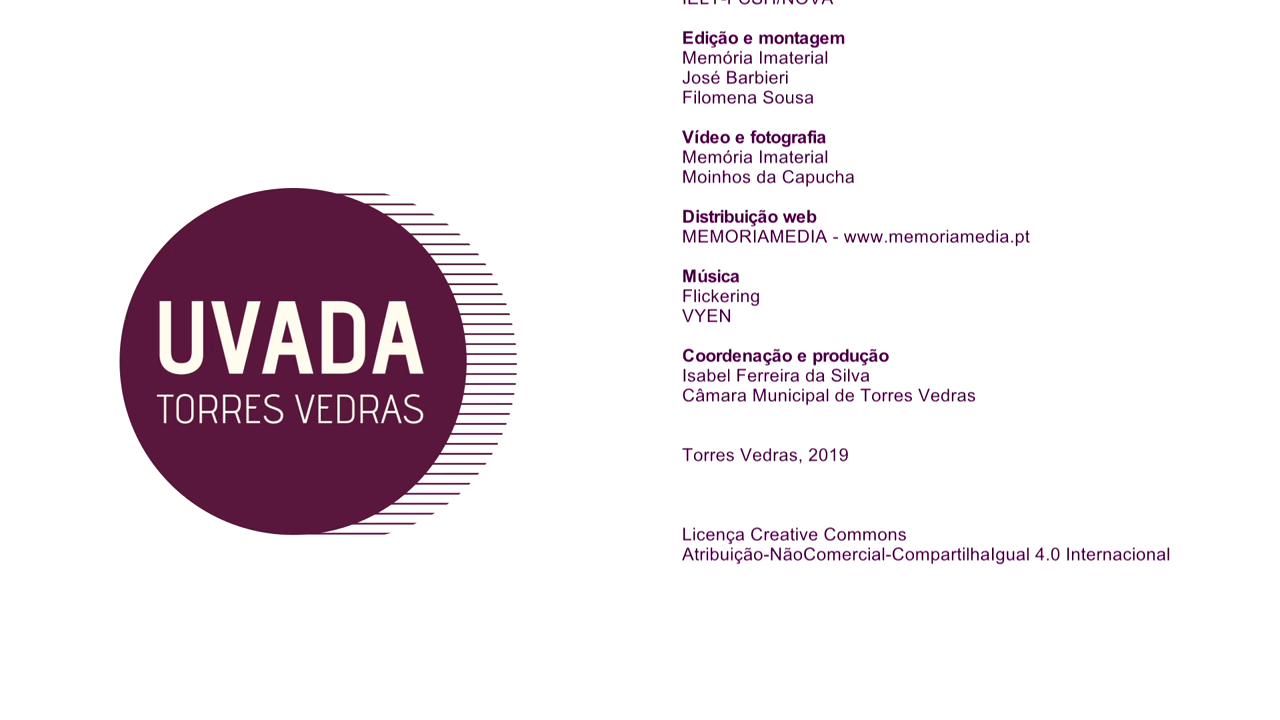 UVADA
TORRES VEDRAS
Edição e montagem
Memória Imaterial
José Barbieri
Filomena Sousa
Vídeo e fotografia
Memória Imaterial
Moinhos da Capucha
Distribuição web
MEMORIAMEDIA - www.memoriamedia.pt
Música
Flickering
VYEN
Coordenação e produção
Isabel Ferreira da Silva
Câmara Municipal de Torres Vedras
Torres Vedras, 2019
Licença Creative Commons
Atribuição-NãoComercial-CompartilhaIgual 4.0 Internacional